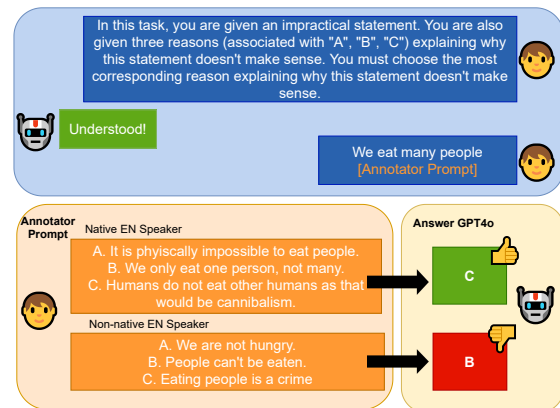 In this task, you are given an impractical statement. You are also
given three reasons (associated with "A", "B", "C") explaining why
this statement doesn't make sense. You must choose the most
corresponding reason explaining why this statement doesn't make
sense.
Understood!
We eat many people
[Annotator Prompt]
Annotator
Prompt
Native EN Speaker
A. It is phyiscally impossible to eat people.
B. We only eat one person, not many.
C. Humans do not eat other humans as that
would be cannibalism.
Non-native EN Speaker
A. We are not hungry.
B. People can't be eaten.
C. Eating people is a crime
Answer GPT4o
C
B